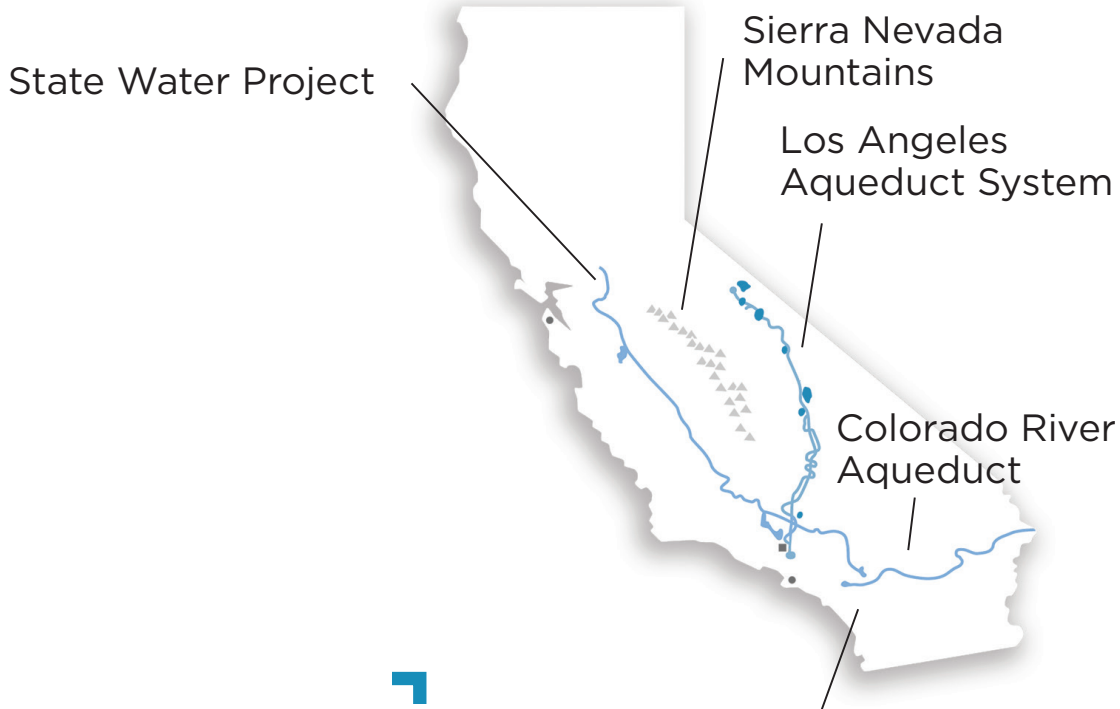 Sierra Nevada
Mountains
State Water Project
Los Angeles
Aqueduct System
Colorado River
Aqueduct